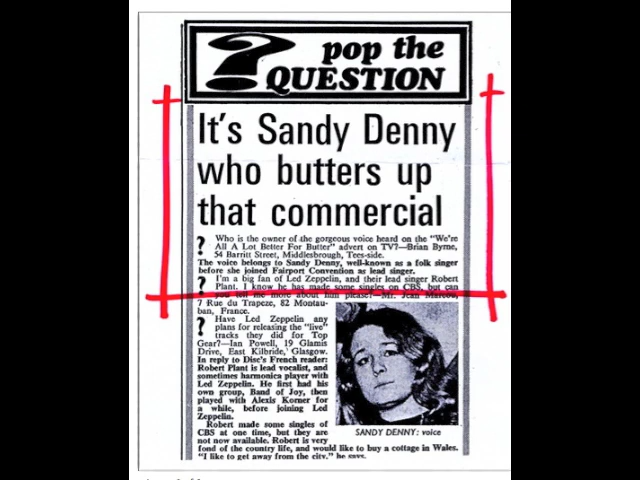 ? pop the
QUESTION
It's Sandy Denny
who butters up
that commercial
? Who is the owner of the gorgeous voice heard on the "We're
All A Lot Better For Butter" advert on TV?—Brian Byrne,
54 Barritt Street, Middlesbrough, Tees-side.
The voice belongs to Sandy Denny, well-known as a folk singer
before she joined Fairport Convention as lead singer.
? I'm a big fan of Led Zeppelin, and their lead singer Robert
Plant. I know he has made some singles on CBS, but can
you tell me more about him please?—Mr. Jean Marcou,
7 Rue du Trapeze, 82 Montau-
ban, France.
? Have Led Zeppelin any
plans for releasing the "live"
tracks they did for Top
Gear?—Ian Powell, 19 Glamis
Drive, East Kilbride, Glasgow.
In reply to Disc's French reader:
Robert Plant is lead vocalist, and
sometimes harmonica player with
Led Zeppelin. He first had his
own group, Band of Joy, then
played with Alexis Korner for
a while, before joining Led
Zeppelin.
Robert made some singles of
CBS at one time, but they are
not now available. Robert is very
fond of the country life, and would like to buy a cottage in Wales.
"I like to get away from the city," he says.
SANDY DENNY: voice